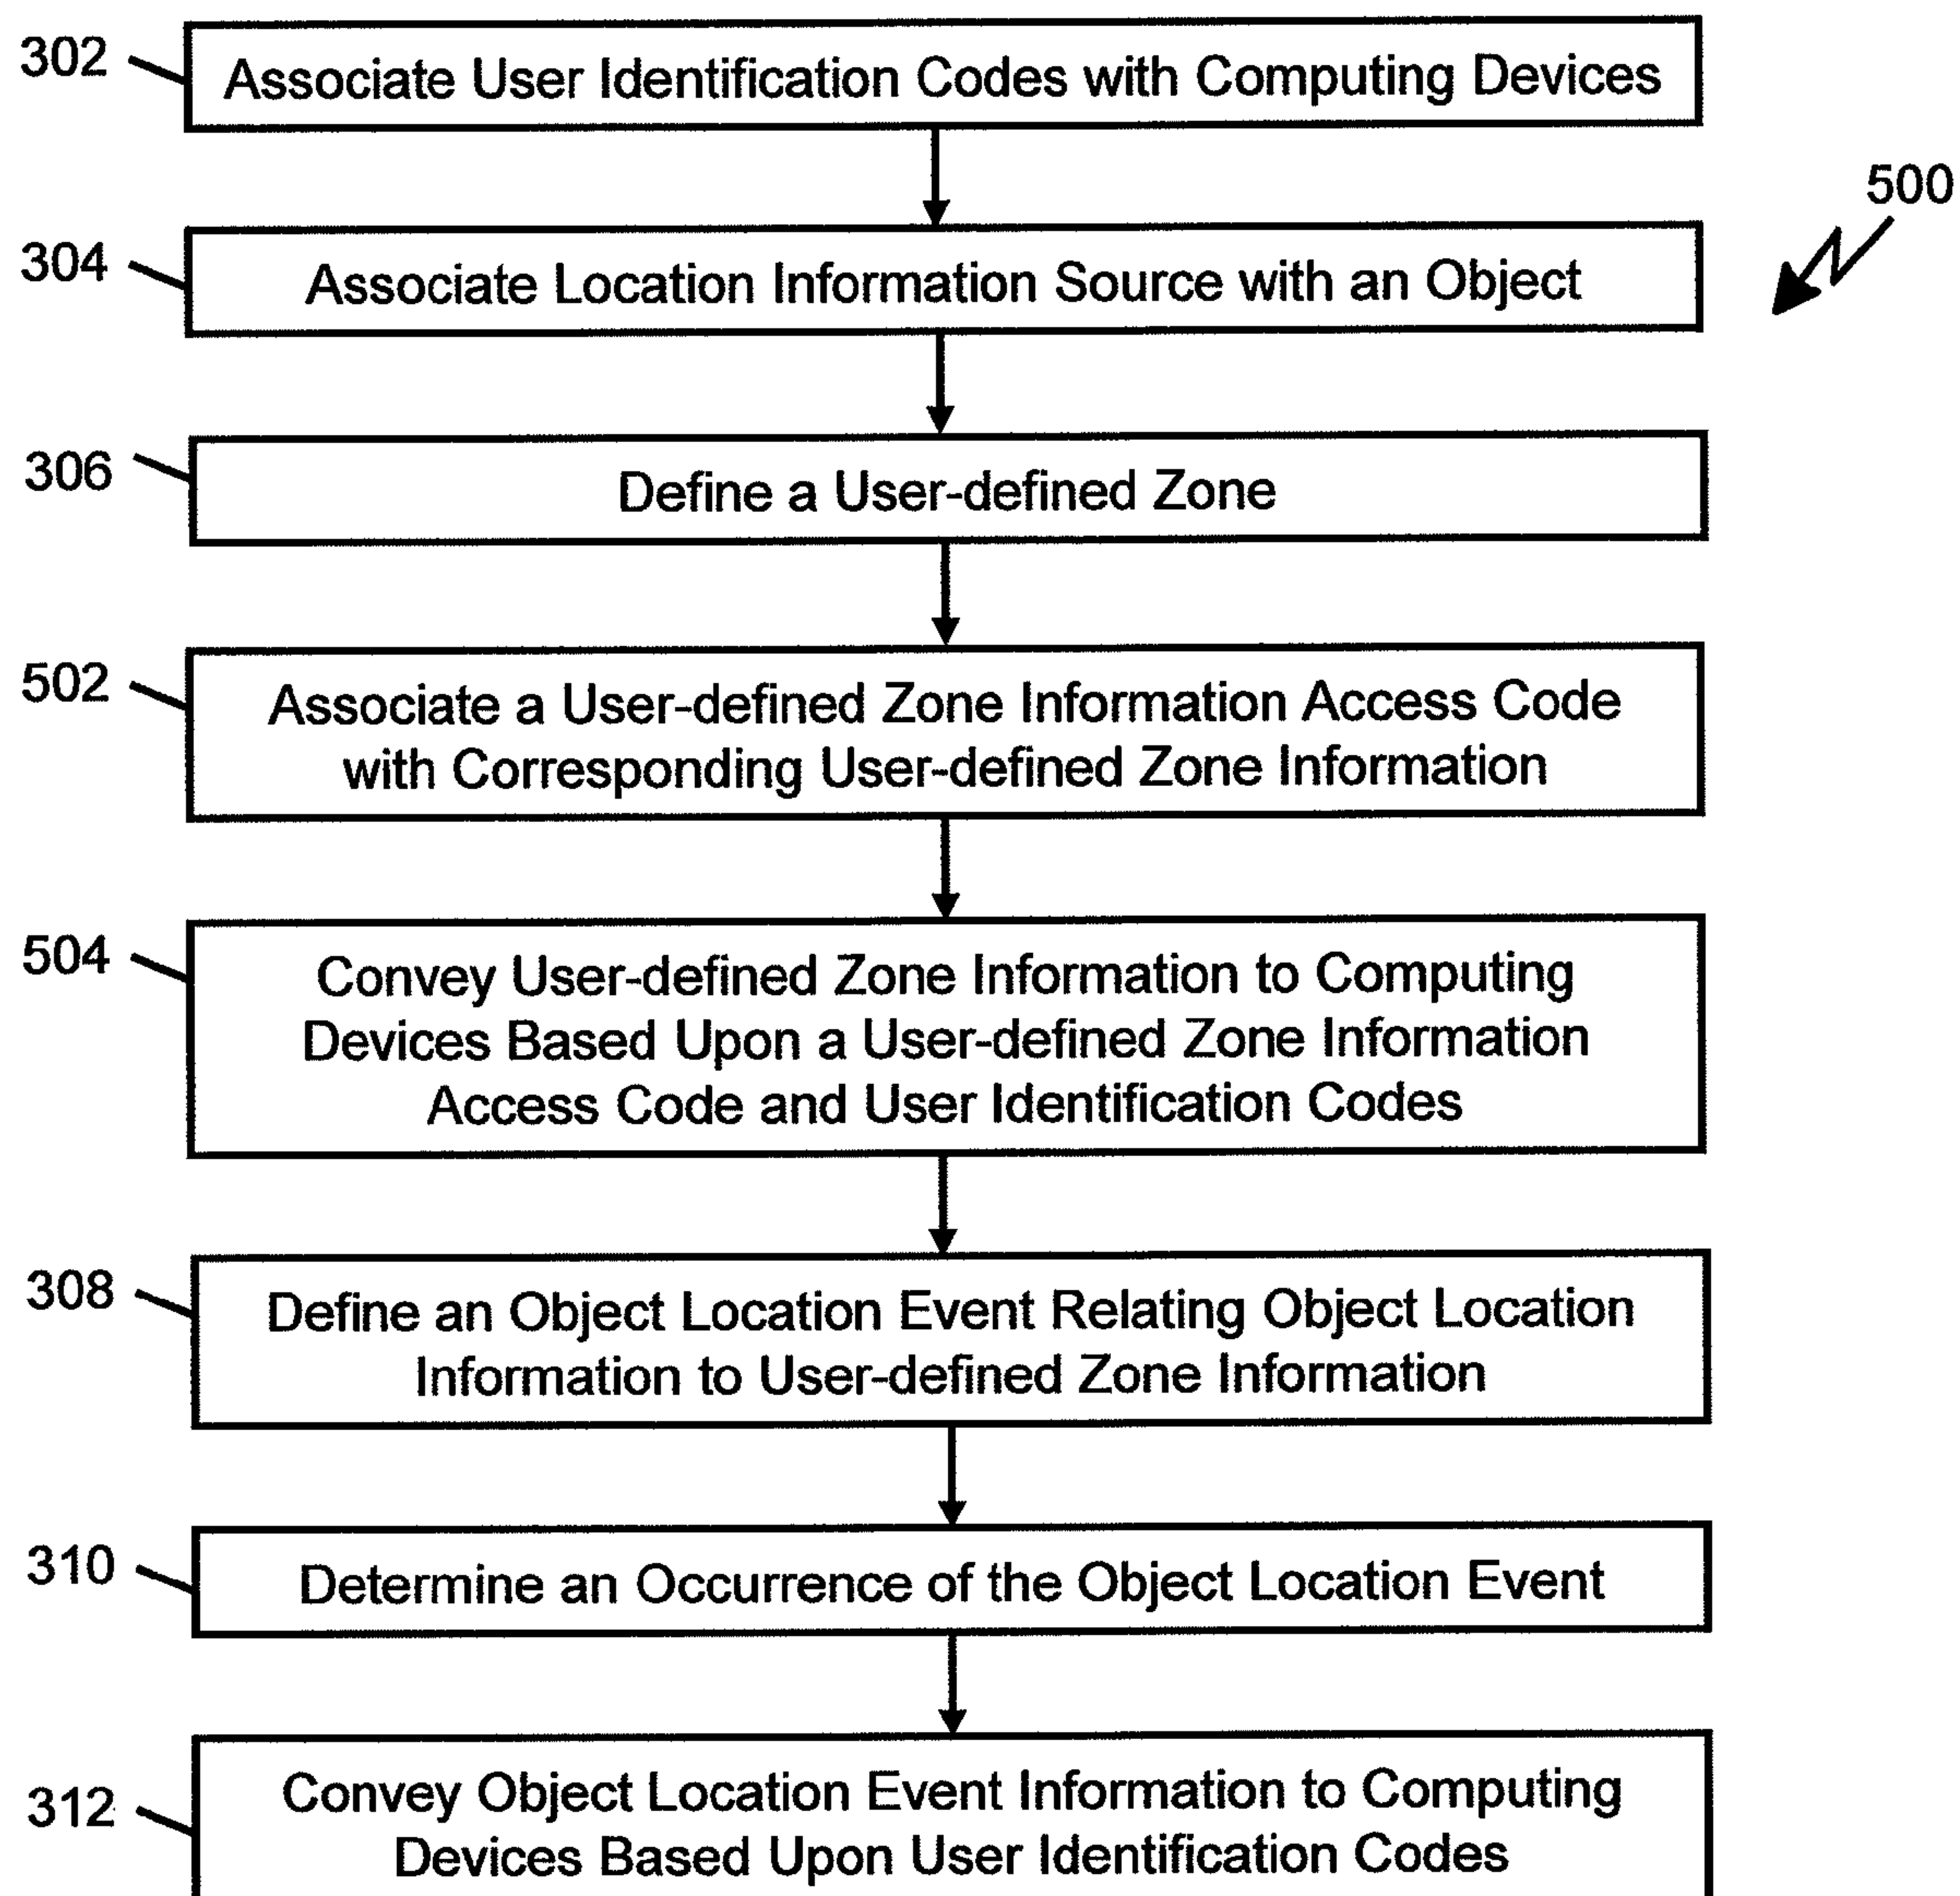 302
Associate User Identification Codes with Computing Devices
500
304
Associate Location Information Source with an Object
306
Define a User-defined Zone
502
Associate a User-defined Zone Information Access Code
with Corresponding User-defined Zone Information
504
Convey User-defined Zone Information to Computing
Devices Based Upon a User-defined Zone Information
Access Code and User Identification Codes
308
Define an Object Location Event Relating Object Location
Information to User-defined Zone Information
310
Determine an Occurrence of the Object Location Event
312
Convey Object Location Event Information to Computing
Devices Based Upon User Identification Codes